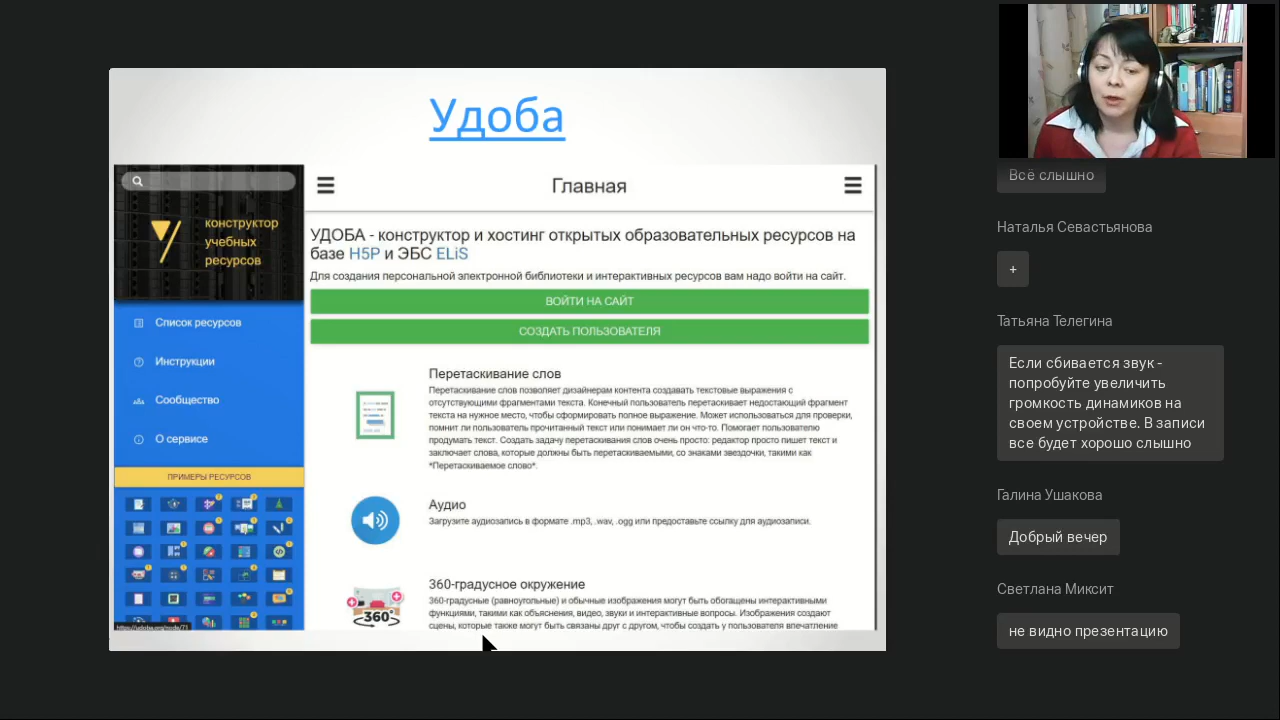 Удоба
Главная
конструктор
учебных
ресурсов
Список ресурсов
Инструкции
Сообщество
О сервисе
ПРИМЕРЫ РЕСУРСОВ
https://udoba.org/node/71
УДОБА - конструктор и хостинг открытых образовательных ресурсов на
базе H5P и ЭБС ELiS
Для создания персональной электронной библиотеки и интерактивных ресурсов вам надо войти на сайт.
ВОЙТИ НА САЙТ
СОЗДАТЬ ПОЛЬЗОВАТЕЛЯ
Перетаскивание слов
Перетаскивание слов позволяет дизайнерам контента создавать текстовые выражения с
отсутствующими фрагментами текста. Конечный пользователь перетаскивает недостающий фрагмент
текста на нужное место, чтобы сформировать полное выражение. Может использоваться для проверки,
помнит ли пользователь прочитанный текст или понимает ли он что-то. Помогает пользователю
продумать текст. Создать задачу перетаскивания слов очень просто: редактор просто пишет текст и
заключает слова, которые должны быть перетаскиваемыми, со знаками звездочки, такими как
*Перетаскиваемое слово*.
Аудио
Загрузите аудиозапись в формате .mp3, .wav, .ogg или предоставьте ссылку для аудиозаписи.
360°
360-градусное окружение
360-градусные (равноугольные) и обычные изображения могут быть обогащены интерактивными
функциями, такими как объяснения, видео, звуки и интерактивные вопросы. Изображения создают
сцены, которые также могут быть связаны друг с другом, чтобы создать у пользователя впечатление
Всё слышно
Наталья Севастьянова
+
Татьяна Телегина
Если сбивается звук -
попробуйте увеличить
громкость динамиков на
своем устройстве. В записи
все будет хорошо слышно
Галина Ушакова
Добрый вечер
Светлана Миксит
не видно презентацию